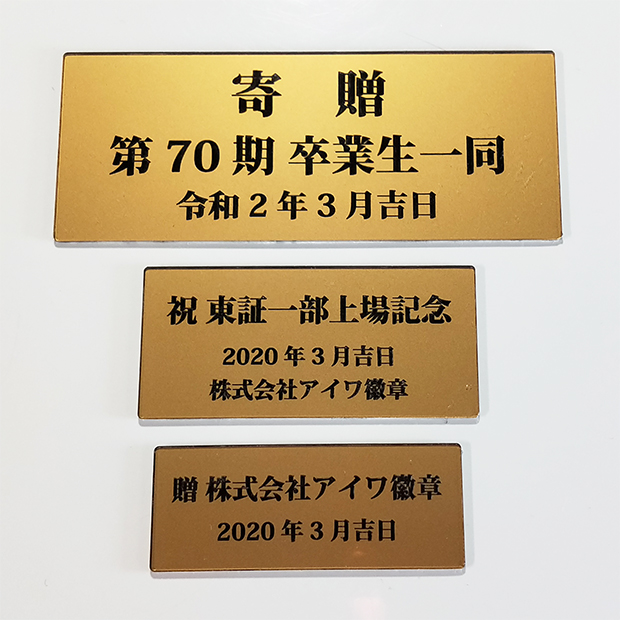 寄　贈
第 70 期 卒業生一同
令和 2 年 3 月吉日
祝 東証一部上場記念
2020 年 3 月吉日
株式会社アイワ徽章
贈 株式会社アイワ徽章
2020 年 3 月吉日